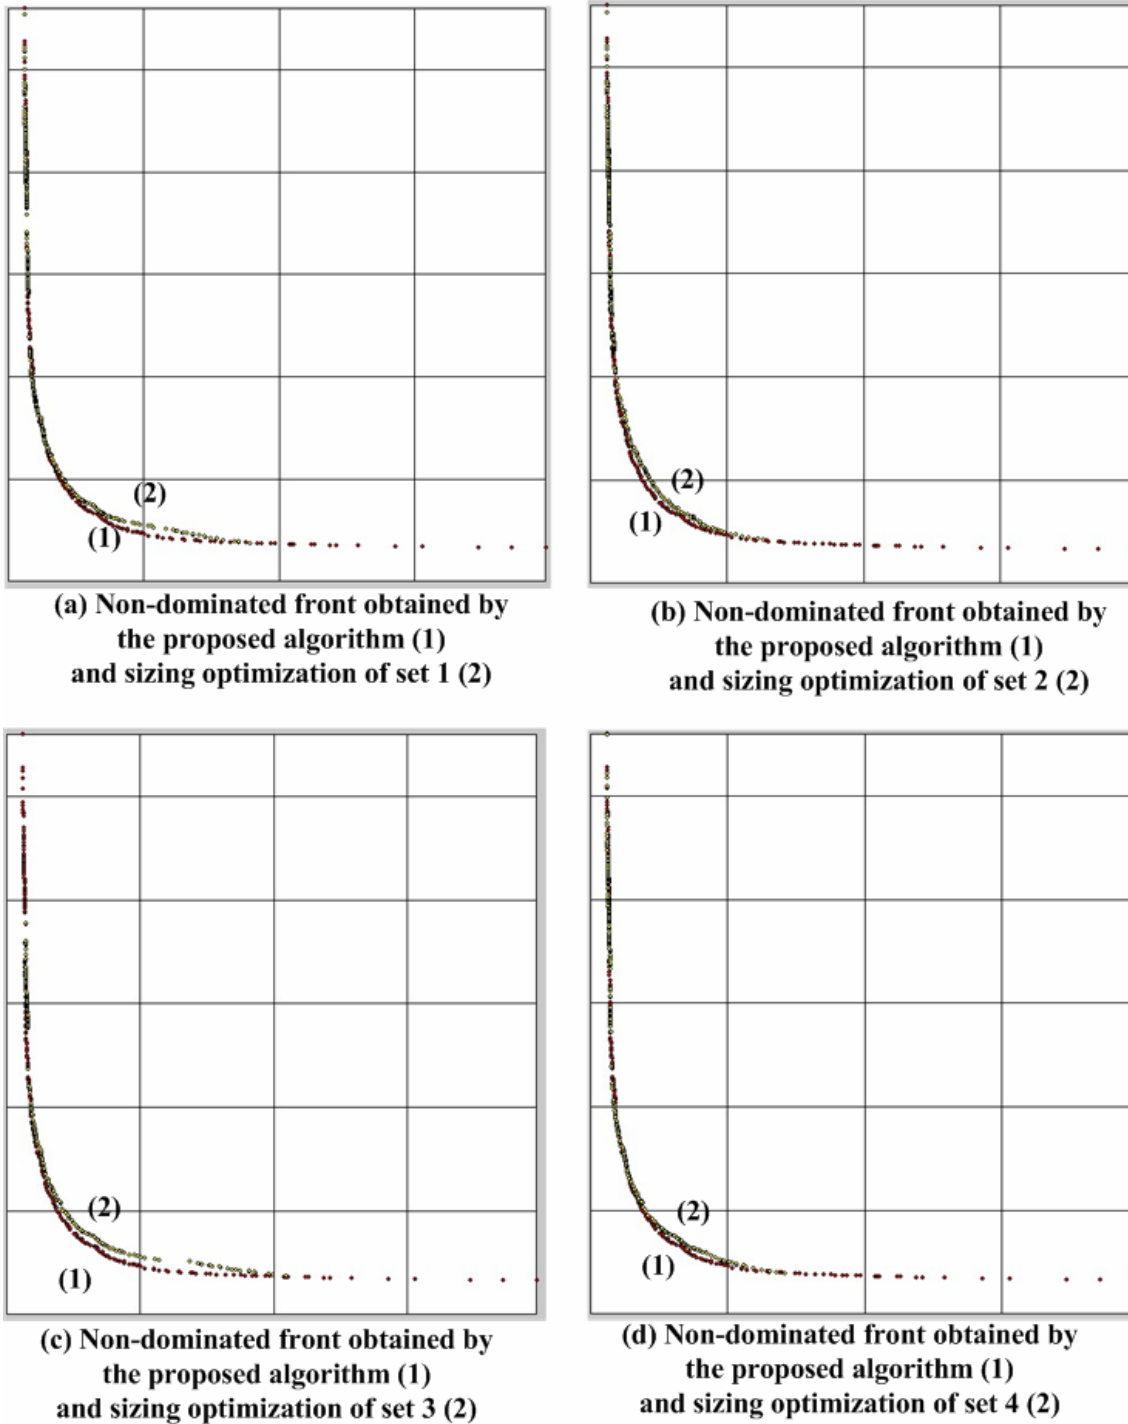 (2)
(1)
(a) Non-dominated front obtained by
the proposed algorithm (1)
and sizing optimization of set 1 (2)
(2)
(1)
(b) Non-dominated front obtained by
the proposed algorithm (1)
and sizing optimization of set 2 (2)
(2)
(1)
(c) Non-dominated front obtained by
the proposed algorithm (1)
and sizing optimization of set 3 (2)
(2)
(1)
(d) Non-dominated front obtained by
the proposed algorithm (1)
and sizing optimization of set 4 (2)